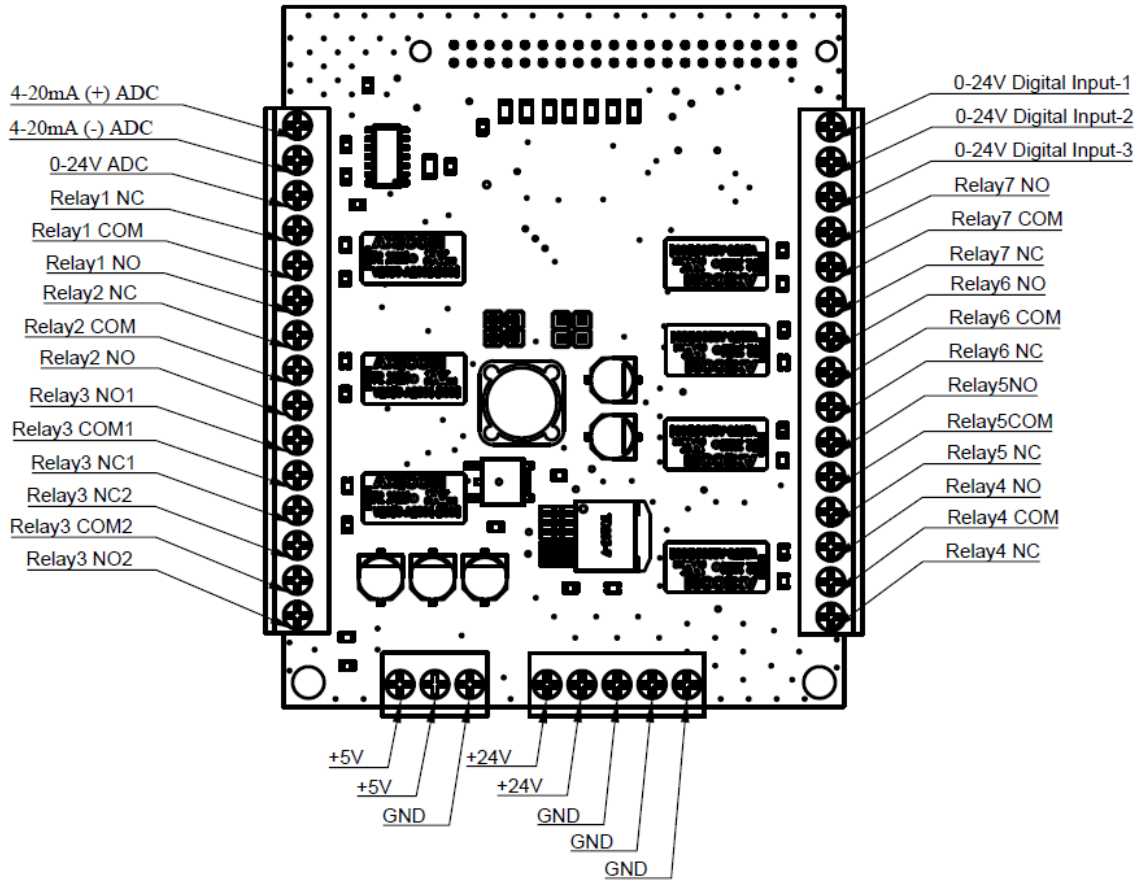 4-20mA (+) ADC
4-20mA (-) ADC
0-24V ADC
Relay1 NC
Relay1 COM
Relay1 NO
Relay2 NC
Relay2 COM
Relay2 NO
Relay3 NO1
Relay3 COM1
Relay3 NC1
Relay3 NC2
Relay3 COM2
Relay3 NO2
0-24V Digital Input-1
0-24V Digital Input-2
0-24V Digital Input-3
Relay7 NO
Relay7 COM
Relay7 NC
Relay6 NO
Relay6 COM
Relay6 NC
Relay5NO
Relay5COM
Relay5 NC
Relay4 NO
Relay4 COM
Relay4 NC
+5V
+5V
GND
+24V
+24V
GND
GND
GND